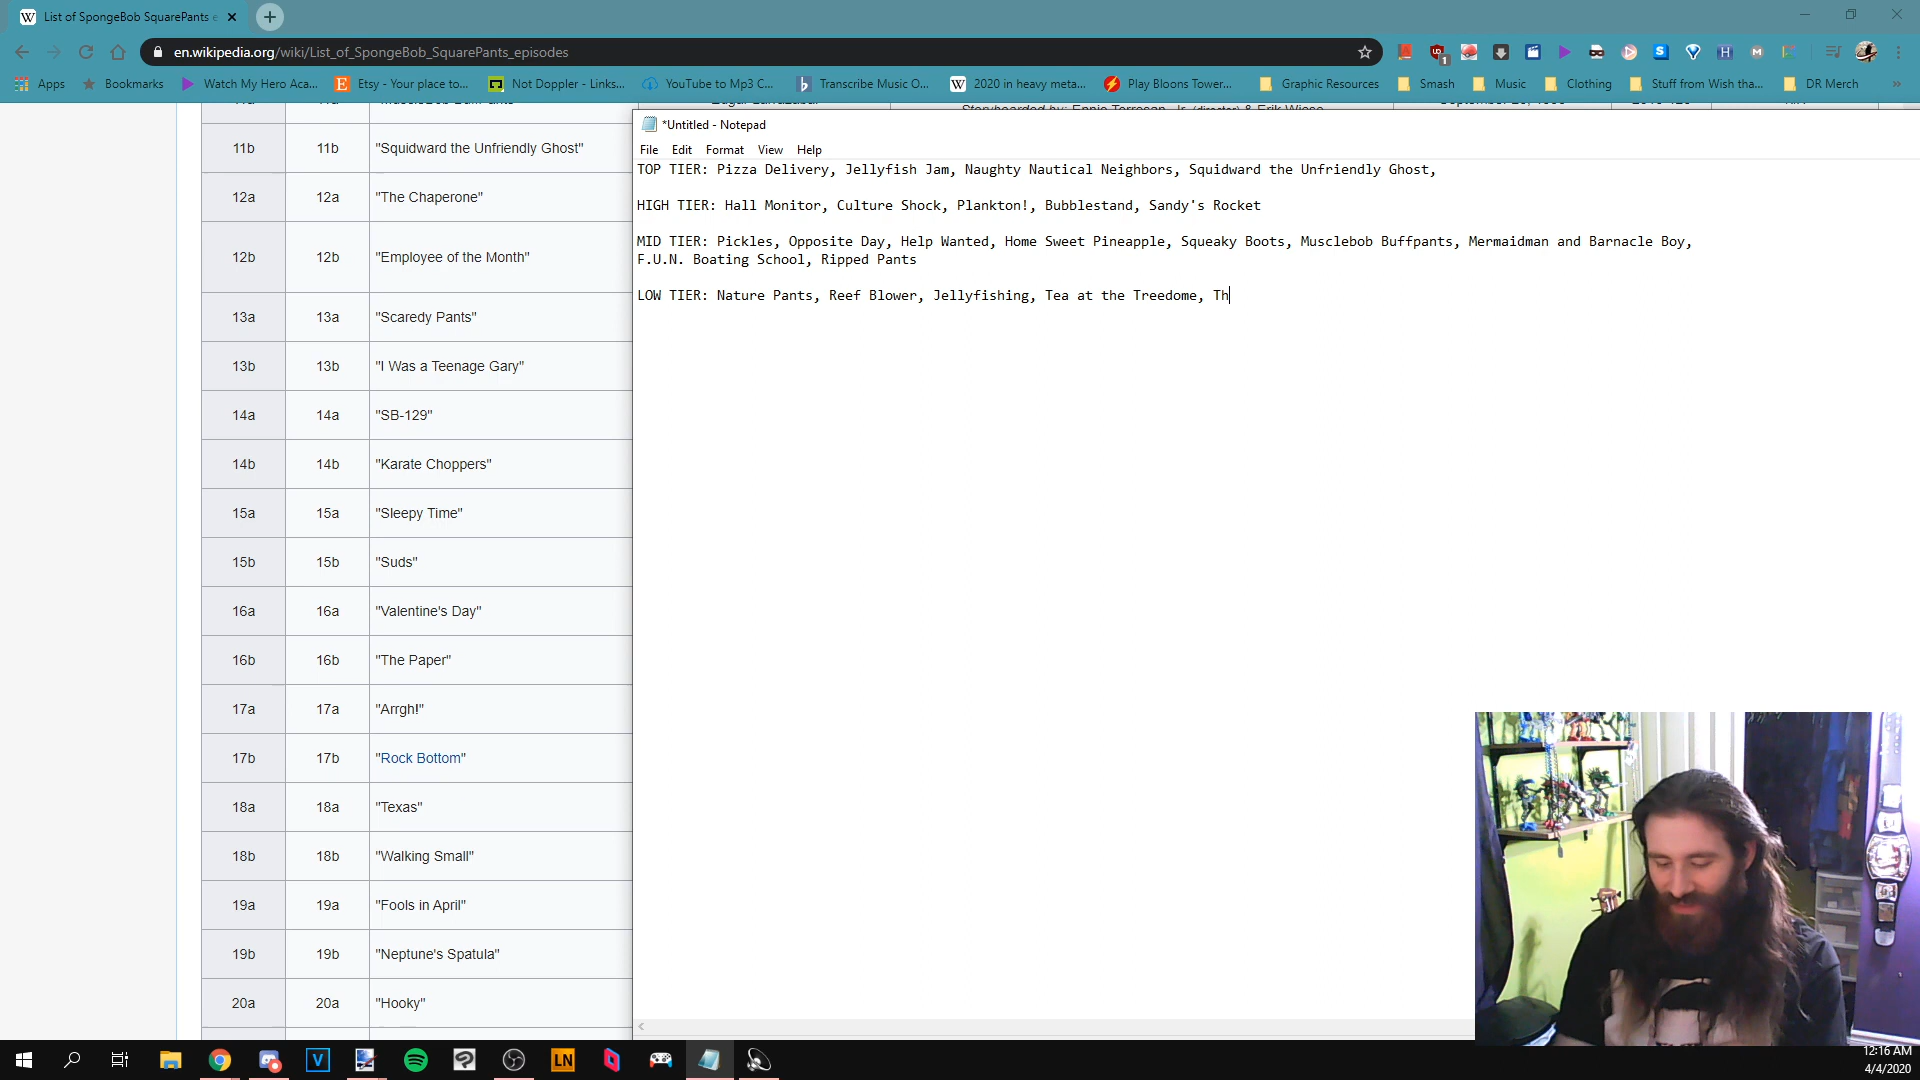 List of SpongeBob SquarePants e
en.wikipedia.org/wiki/List_of_SpongeBob_SquarePants_episodes
Apps Bookmarks Watch My Hero Aca... Etsy - Your place to... Not Doppler - Links... YouTube to Mp3 C... Transcribe Music O... 2020 in heavy meta... Play Bloons Tower... Graphic Resources Smash Music Clothing Stuff from Wish tha... DR Merch »
*Untitled - Notepad
File Edit Format View Help
TOP TIER: Pizza Delivery, Jellyfish Jam, Naughty Nautical Neighbors, Squidward the Unfriendly Ghost,
HIGH TIER: Hall Monitor, Culture Shock, Plankton!, Bubblestand, Sandy's Rocket
MID TIER: Pickles, Opposite Day, Help Wanted, Home Sweet Pineapple, Squeaky Boots, Musclebob Buffpants, Mermaidman and Barnacle Boy,
F.U.N. Boating School, Ripped Pants
LOW TIER: Nature Pants, Reef Blower, Jellyfishing, Tea at the Treedome, Th
11b 11b "Squidward the Unfriendly Ghost"
12a 12a "The Chaperone"
12b 12b "Employee of the Month"
13a 13a "Scaredy Pants"
13b 13b "I Was a Teenage Gary"
14a 14a "SB-129"
14b 14b "Karate Choppers"
15a 15a "Sleepy Time"
15b 15b "Suds"
16a 16a "Valentine's Day"
16b 16b "The Paper"
17a 17a "Arrgh!"
17b 17b "Rock Bottom"
18a 18a "Texas"
18b 18b "Walking Small"
19a 19a "Fools in April"
19b 19b "Neptune's Spatula"
20a 20a "Hooky"
12:16 AM
4/4/2020